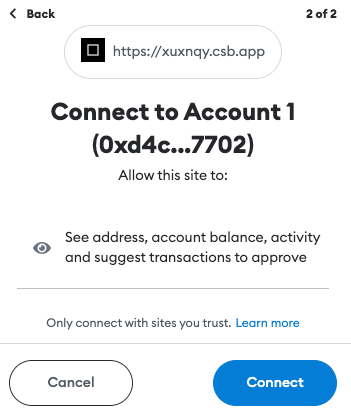 Back
2 of 2
https://xuxnqy.csb.app
Connect to Account 1
(0xd4c...7702)
Allow this site to:
See address, account balance, activity
and suggest transactions to approve
Only connect with sites you trust. Learn more
Cancel
Connect